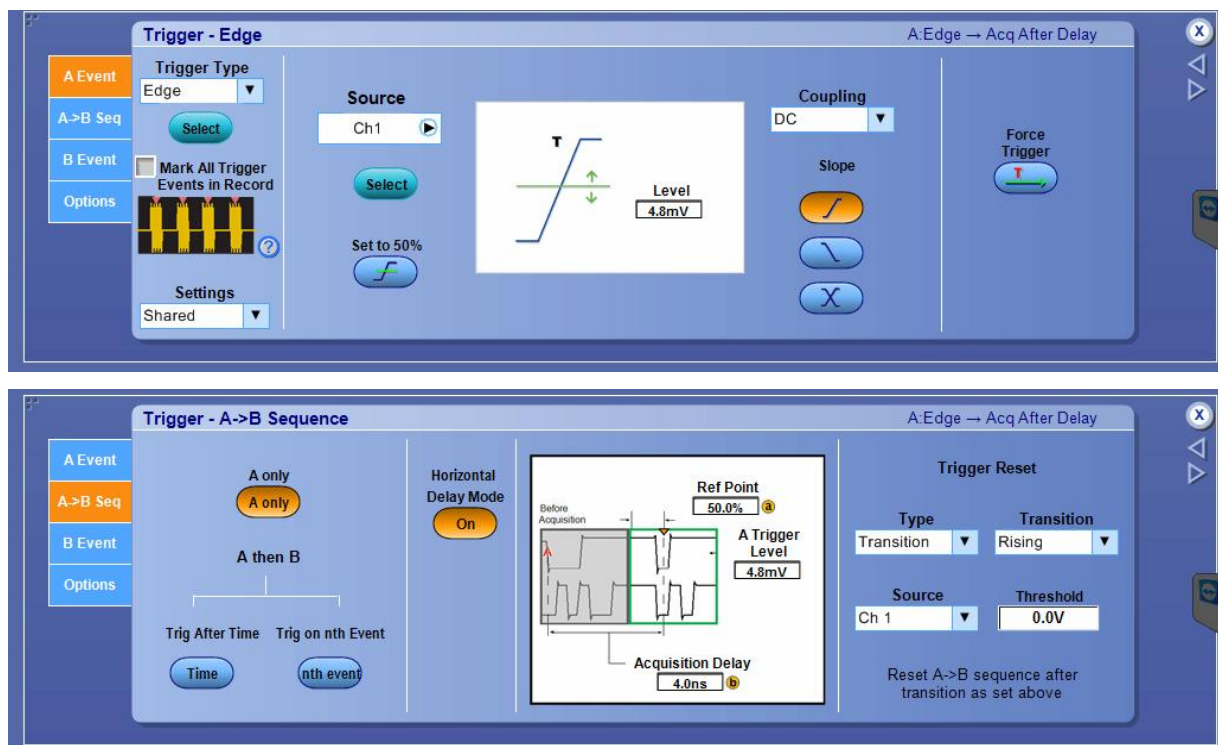 Trigger - Edge
A:Edge → Acq After Delay
X
A Event
A->B Seq
B Event
Options
Trigger Type
Edge
Select
Mark All Trigger
Events in Record
?
Settings
Shared
Source
Ch1
Select
Set to 50%
T
Level
4.8mV
Coupling
DC
Slope
Force
Trigger
T
Trigger - A->B Sequence
A:Edge → Acq After Delay
X
A Event
A->B Seq
B Event
Options
A only
A only
A then B
Trig After Time
Trig on nth Event
Time
nth event
Horizontal
Delay Mode
On
Before
Acquisition
A
Ref Point
50.0%
a
A Trigger
Level
4.8mV
Acquisition Delay
4.0ns
b
Trigger Reset
Type
Transition
Transition
Rising
Source
Ch 1
Threshold
0.0V
Reset A->B sequence after
transition as set above